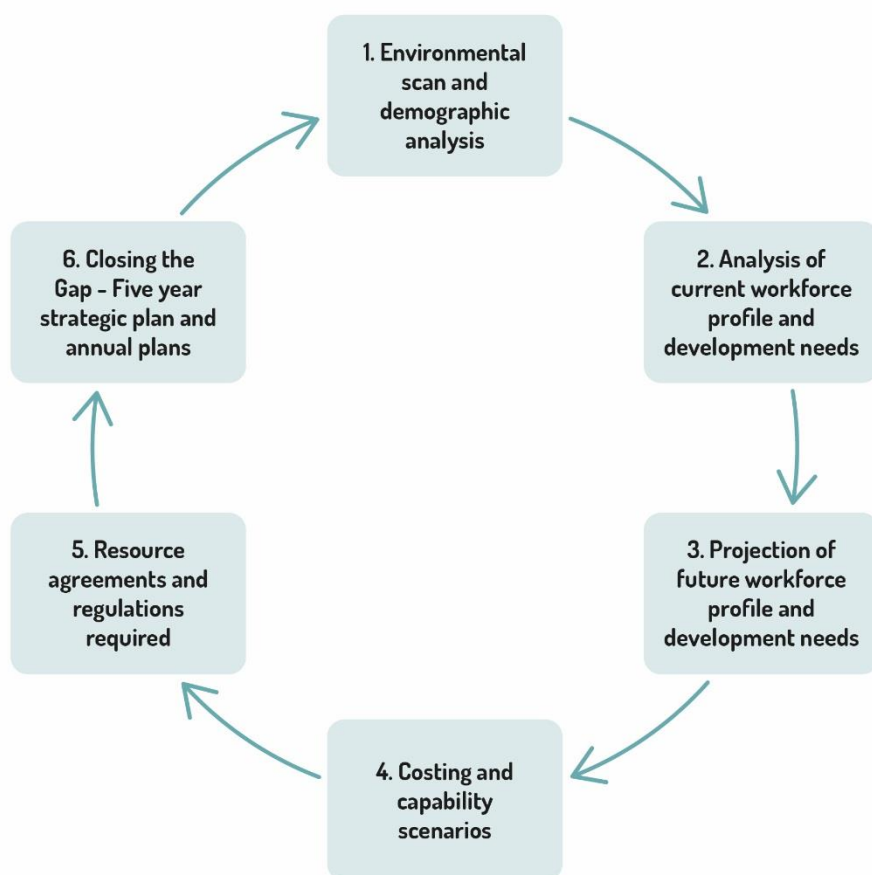 1. Environmental
scan and
demographic
analysis
2. Analysis of
current workforce
profile and
development needs
3. Projection of
future workforce
profile and
development needs
4. Costing and
capability
scenarios
5. Resource
agreements and
regulations
required
6. Closing the
Gap - Five year
strategic plan and
annual plans